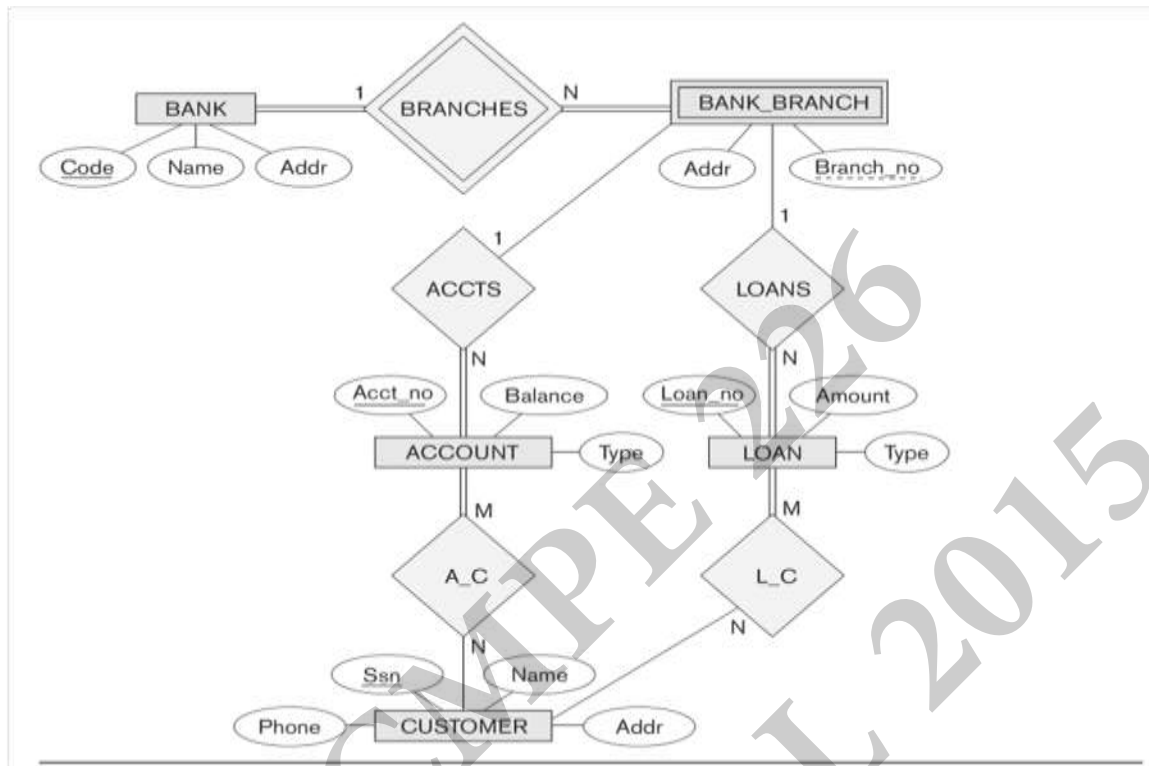 1 BRANCHES N
BANK BANK_BRANCH
Code Name Addr Addr Branch_no
1 1
ACCTS LOANS
N N
Acct_no Balance Loan_no Amount
ACCOUNT Type LOAN Type
M M
A_C L_C
N N
Ssn Name
Phone CUSTOMER Addr
CMPE 226
2015